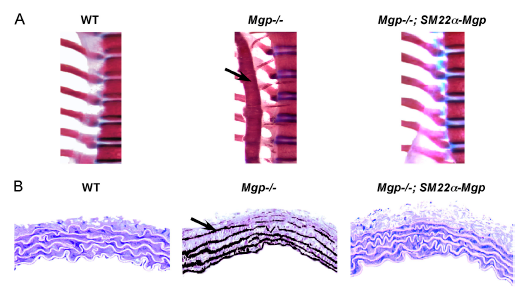 A
WT Mgp-/- Mgp-/-; SM22α-Mgp
B
WT Mgp-/- Mgp-/-; SM22α-Mgp